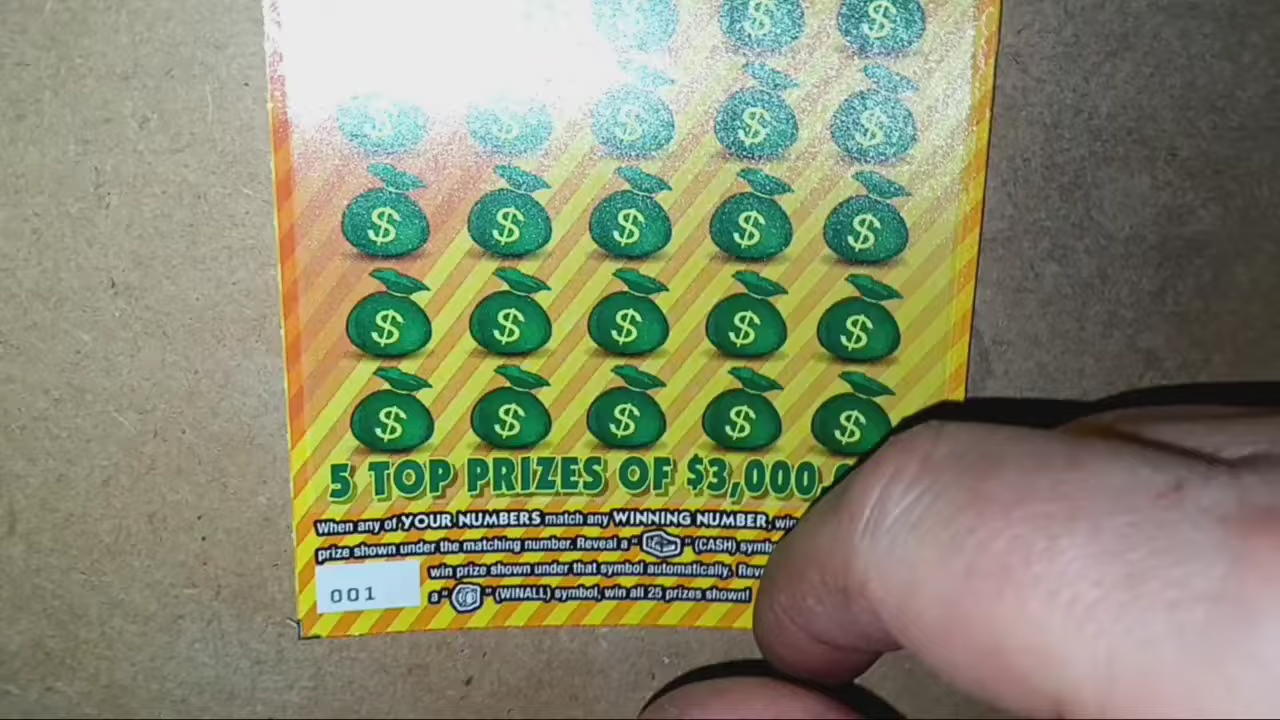 $ $ $
$ $ $ $ $
$ $ $ $ $
$ $ $ $ $
$ $ $ $ $
5 TOP PRIZES OF $3,000,
When any of YOUR NUMBERS match any WINNING NUMBER, win
prize shown under the matching number. Reveal a " " (CASH)
win prize shown under that symbol automatically.
a " " (WINALL) symbol, win all 25 prizes shown!
001